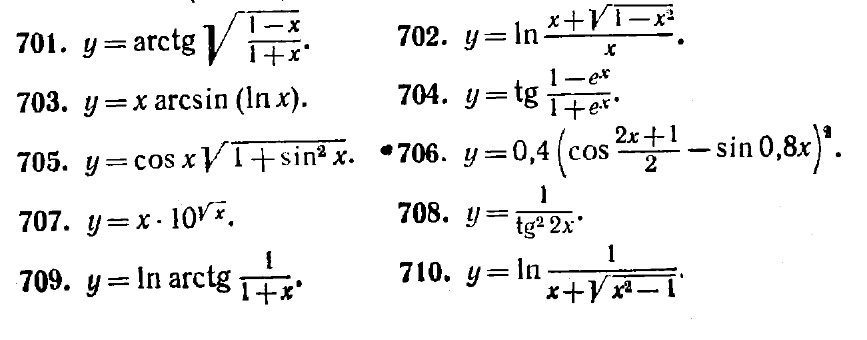 701. y = arctg √((1−x)/(1+x)). 702. y = ln (x+√(1−x²))/x.
703. y = x arcsin (ln x). 704. y = tg (1−eˣ)/(1+eˣ).
705. y = cos x √(1+sin² x). •706. y = 0,4 (cos (2x+1)/2 − sin 0,8x)².
707. y = x · 10^√x. 708. y = 1/(tg² 2x).
709. y = ln arctg 1/(1+x). 710. y = ln 1/(x+√(x²−1)).